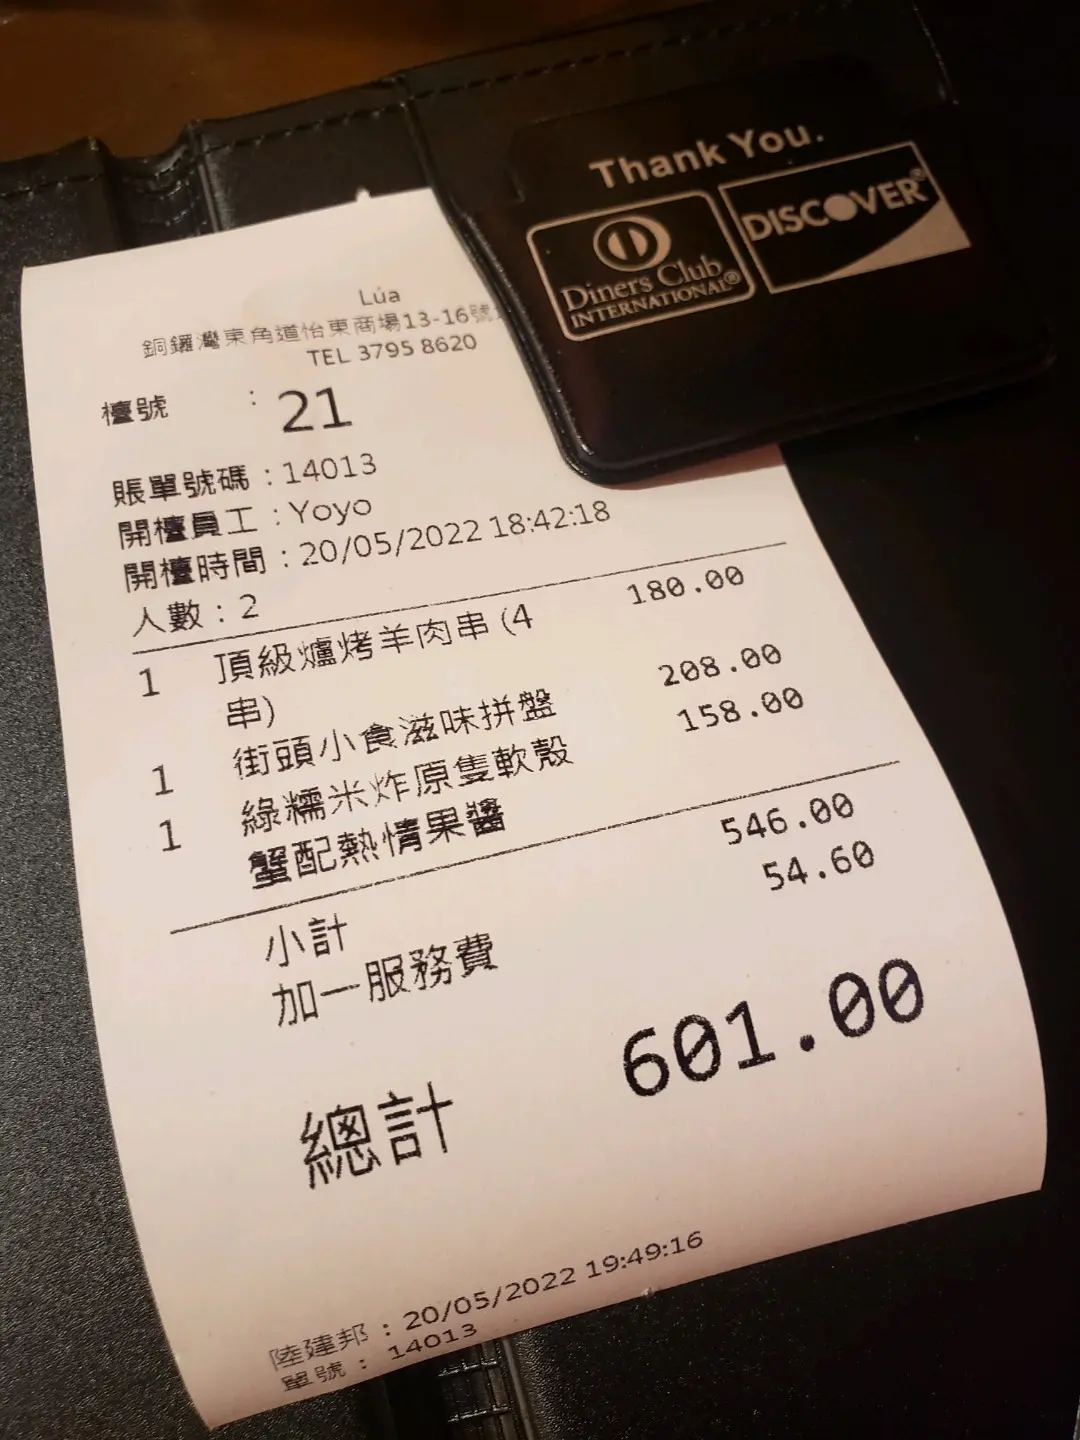 Thank You.
Diners Club®
INTERNATIONAL
DISCOVER®
Lúa
銅鑼灣東角道怡東商場13-16號
TEL 3795 8620
檯號 : 21
賬單號碼 : 14013
開檯員工 : Yoyo
開檯時間 : 20/05/2022 18:42:18
人數 : 2
1 頂級爐烤羊肉串 (4 180.00
串)
1 街頭小食滋味拼盤 208.00
1 綠糯米炸原隻軟殼 158.00
蟹配熱情果醬
小計 546.00
加一服務費 54.60
總計 601.00
陸建邦 : 20/05/2022 19:49:16
單號 : 14013